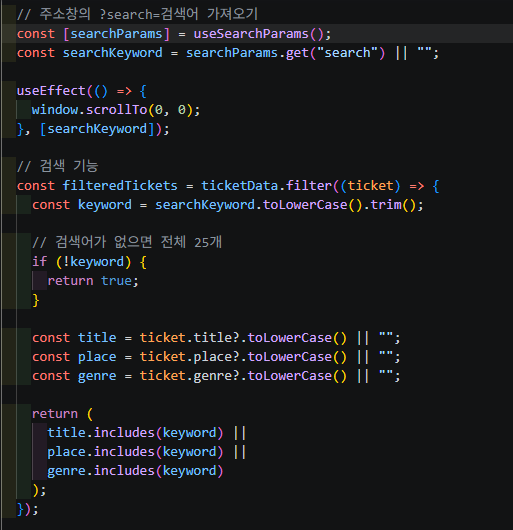 // 주소창의 ?search=검색어 가져오기
const [searchParams] = useSearchParams();
const searchKeyword = searchParams.get("search") || "";

useEffect(() => {
  window.scrollTo(0, 0);
}, [searchKeyword]);

// 검색 기능
const filteredTickets = ticketData.filter((ticket) => {
  const keyword = searchKeyword.toLowerCase().trim();

  // 검색어가 없으면 전체 25개
  if (!keyword) {
    return true;
  }

  const title = ticket.title?.toLowerCase() || "";
  const place = ticket.place?.toLowerCase() || "";
  const genre = ticket.genre?.toLowerCase() || "";

  return (
    title.includes(keyword) ||
    place.includes(keyword) ||
    genre.includes(keyword)
  );
});